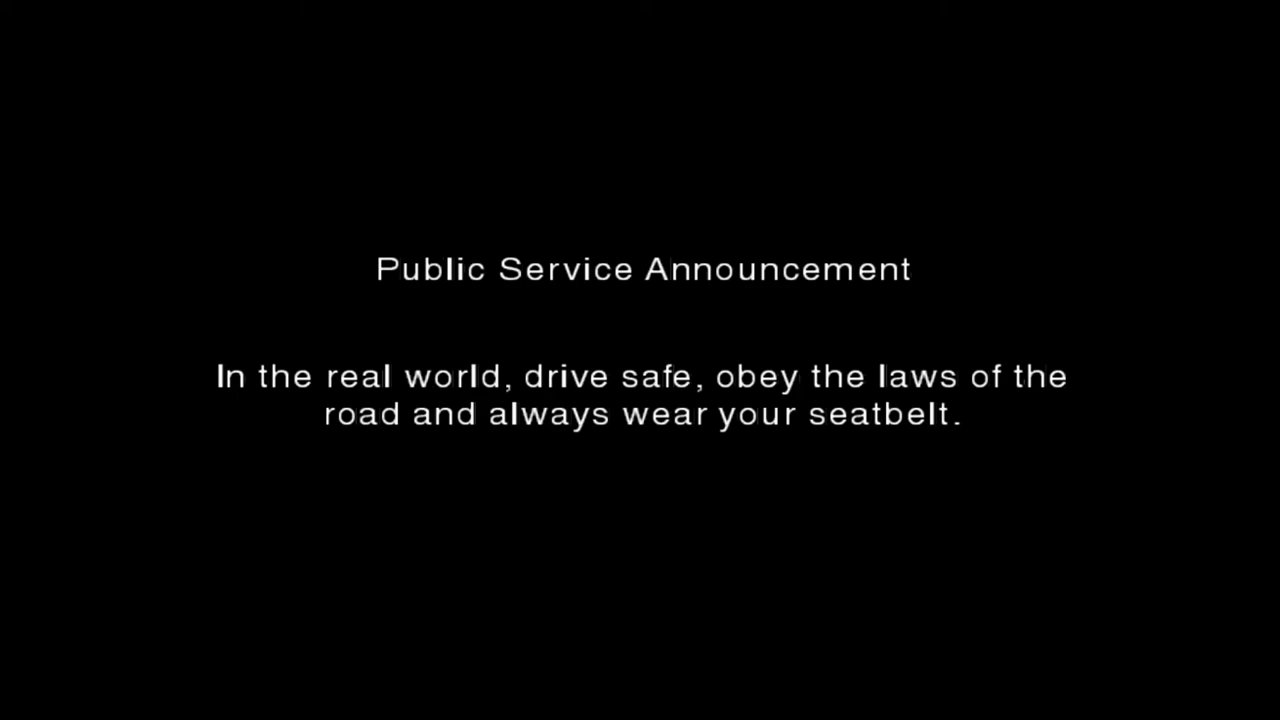 Public Service Announcement
In the real world, drive safe, obey the laws of the
road and always wear your seatbelt.